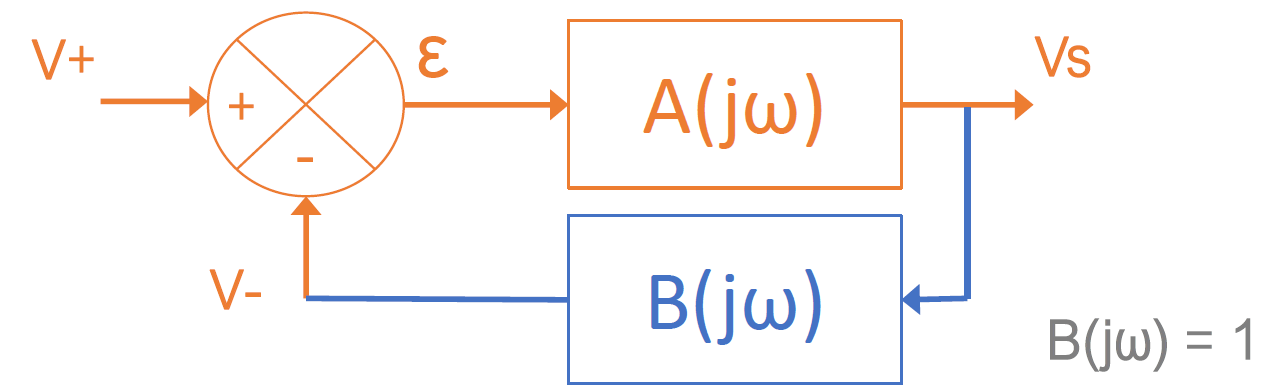 V+
+
-
ε
A(jω)
Vs
V-
B(jω)
B(jω) = 1